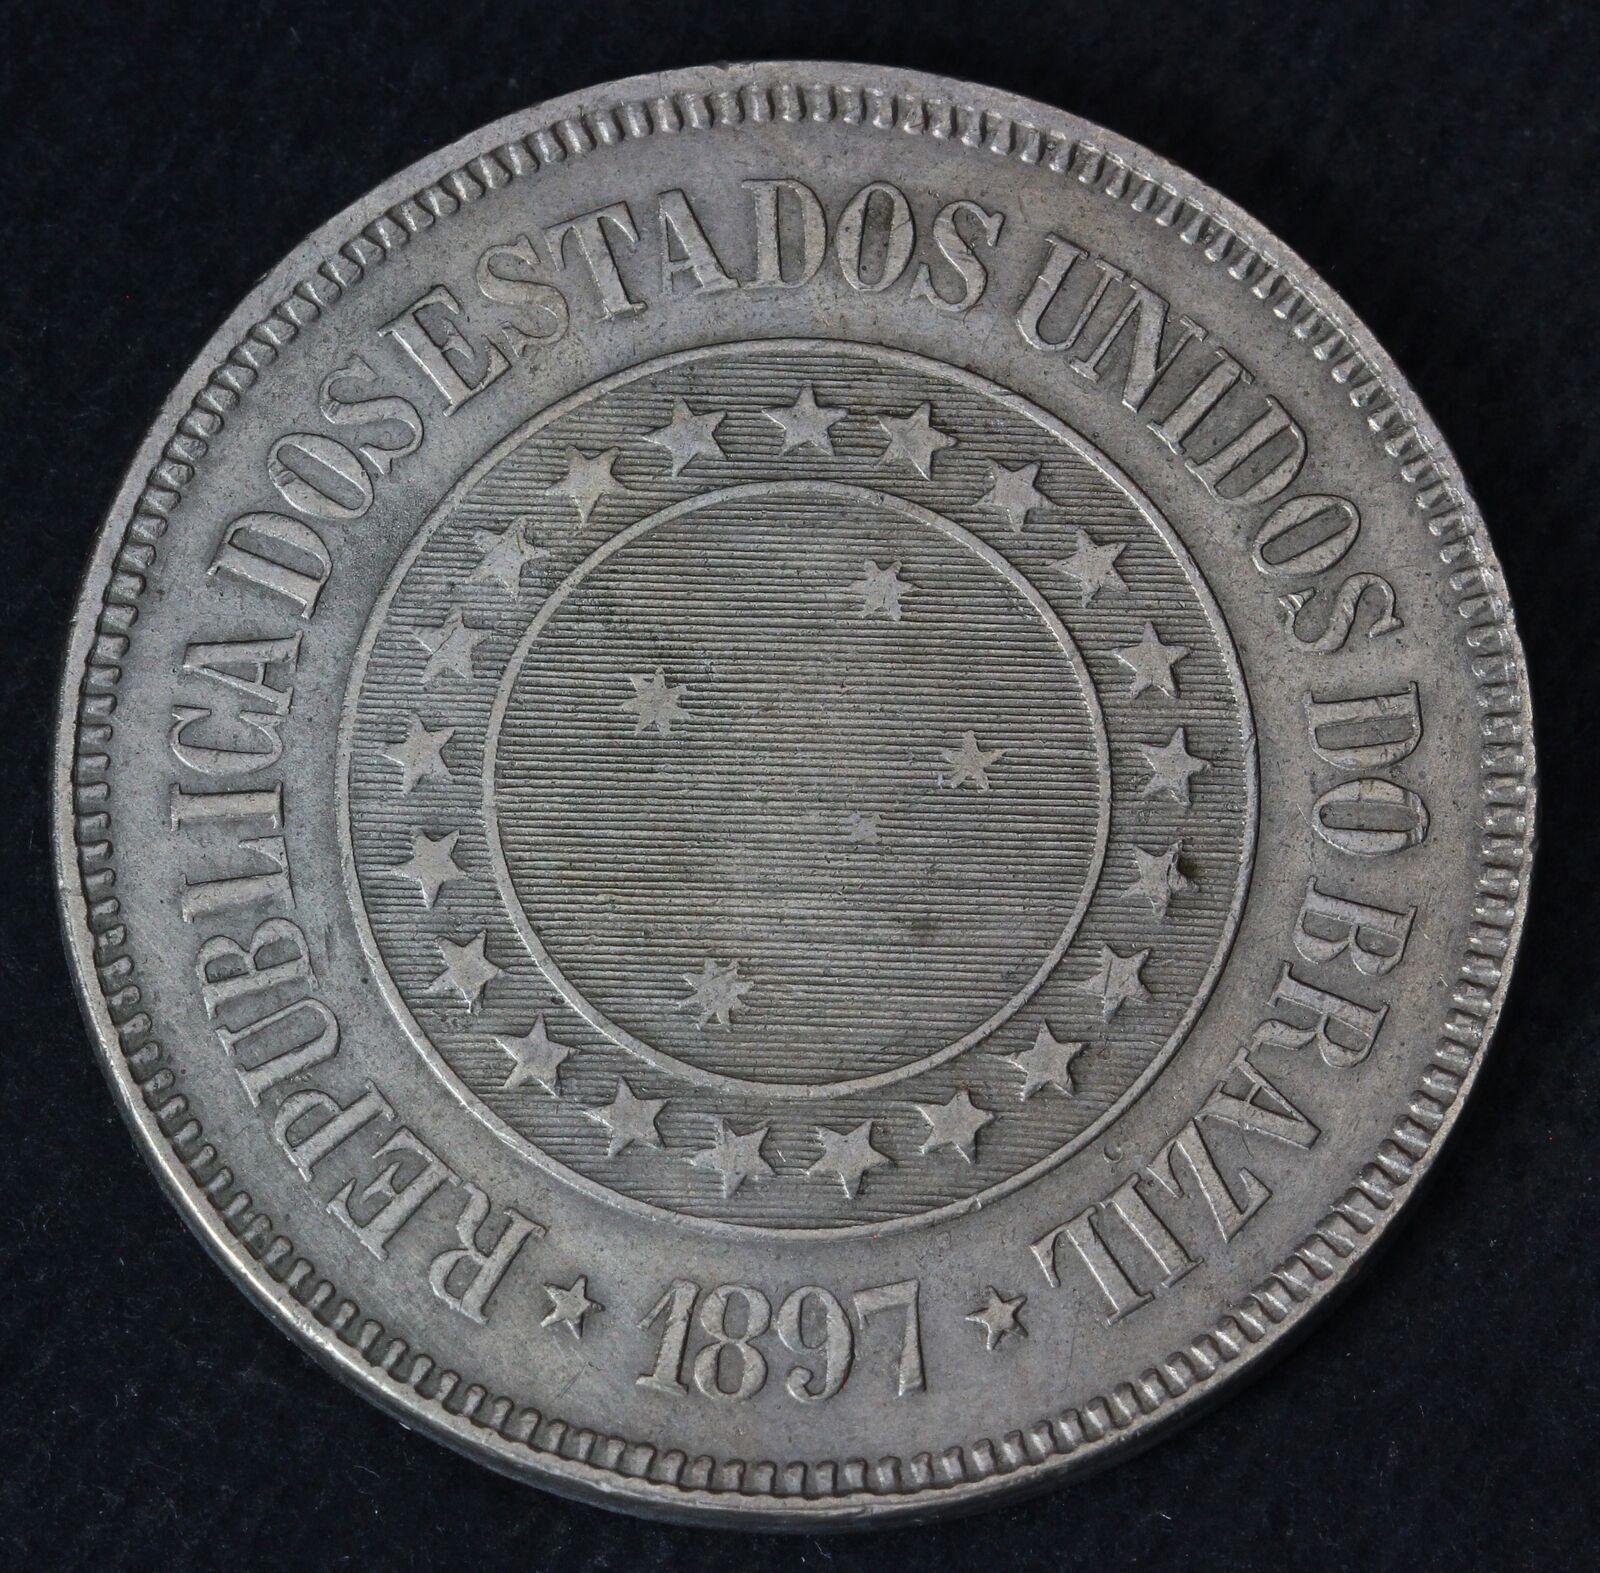 REPUBLICA DOS ESTADOS UNIDOS DO BRAZIL
1897